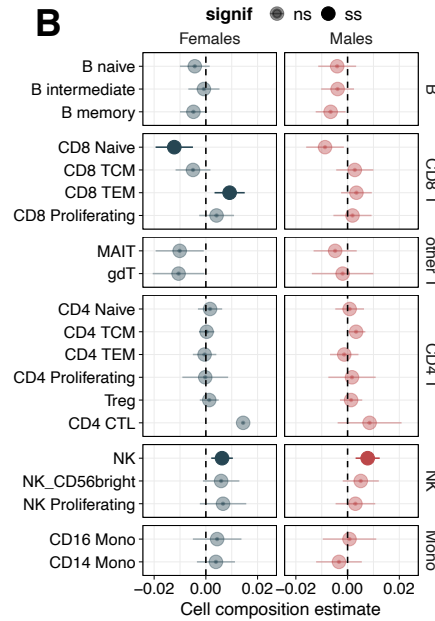 B
signif ns ss
Females Males
B naive
B intermediate
B memory
B
CD8 Naive
CD8 TCM
CD8 TEM
CD8 Proliferating
CD8 T
MAIT
gdT
other T
CD4 Naive
CD4 TCM
CD4 TEM
CD4 Proliferating
Treg
CD4 CTL
CD4 T
NK
NK_CD56bright
NK Proliferating
NK
CD16 Mono
CD14 Mono
Mono
−0.02 0.00 0.02 −0.02 0.00 0.02
Cell composition estimate